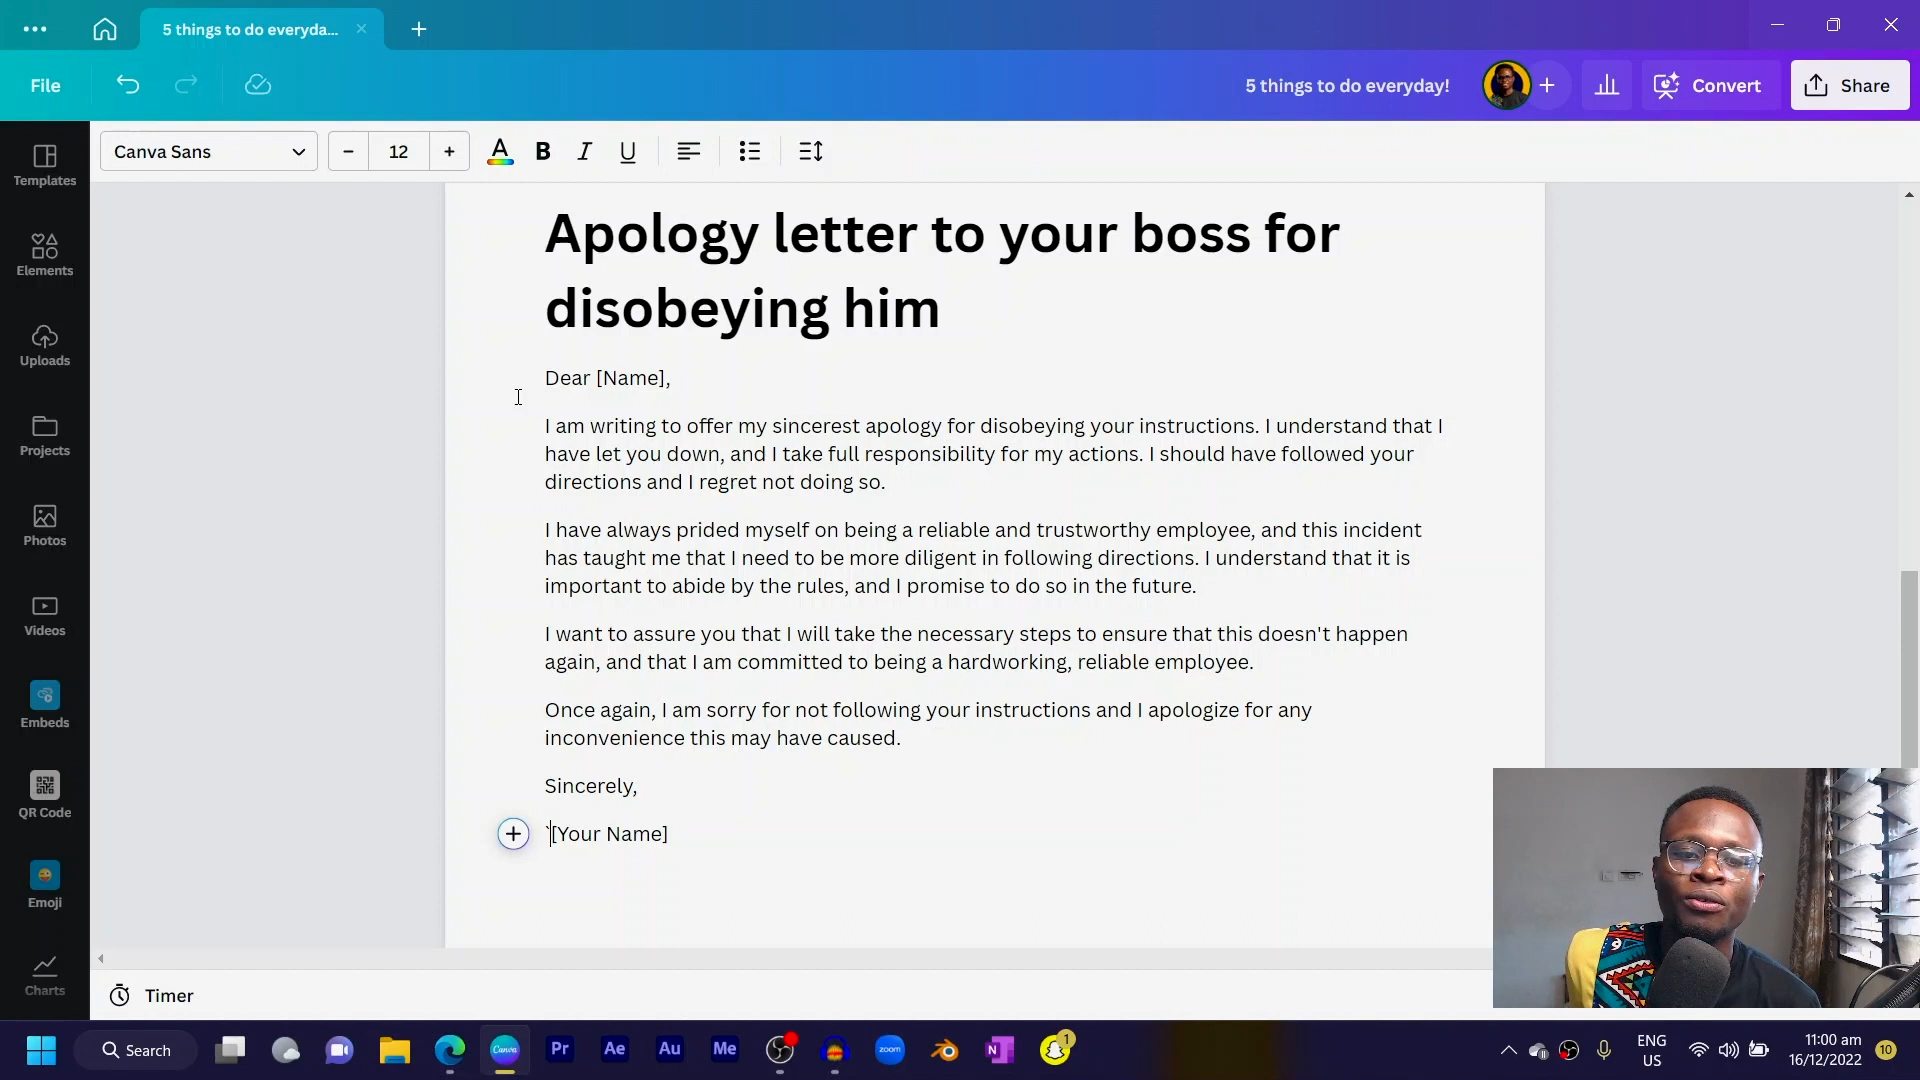 5 things to do everyda...
File
5 things to do everyday!
Convert
Share
Canva Sans
12
A
B
I
U
Templates
Elements
Uploads
Projects
Photos
Videos
Embeds
QR Code
Emoji
Charts
Apology letter to your boss for
disobeying him
Dear [Name],
I am writing to offer my sincerest apology for disobeying your instructions. I understand that I
have let you down, and I take full responsibility for my actions. I should have followed your
directions and I regret not doing so.
I have always prided myself on being a reliable and trustworthy employee, and this incident
has taught me that I need to be more diligent in following directions. I understand that it is
important to abide by the rules, and I promise to do so in the future.
I want to assure you that I will take the necessary steps to ensure that this doesn't happen
again, and that I am committed to being a hardworking, reliable employee.
Once again, I am sorry for not following your instructions and I apologize for any
inconvenience this may have caused.
Sincerely,
`[Your Name]
Timer
Search
Canva
Pr
Ae
Au
Me
zoom
N
1
ENG
US
11:00 am
16/12/2022
10